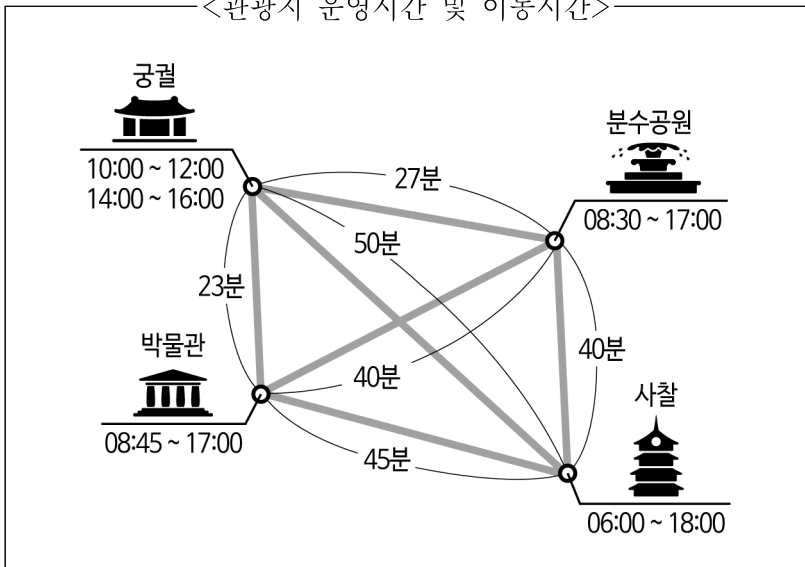 <관광지 운영시간 및 이동시간>
궁궐
10:00 ~ 12:00
14:00 ~ 16:00
분수공원
08:30 ~ 17:00
27분
50분
23분
박물관
08:45 ~ 17:00
40분
40분
45분
사찰
06:00 ~ 18:00